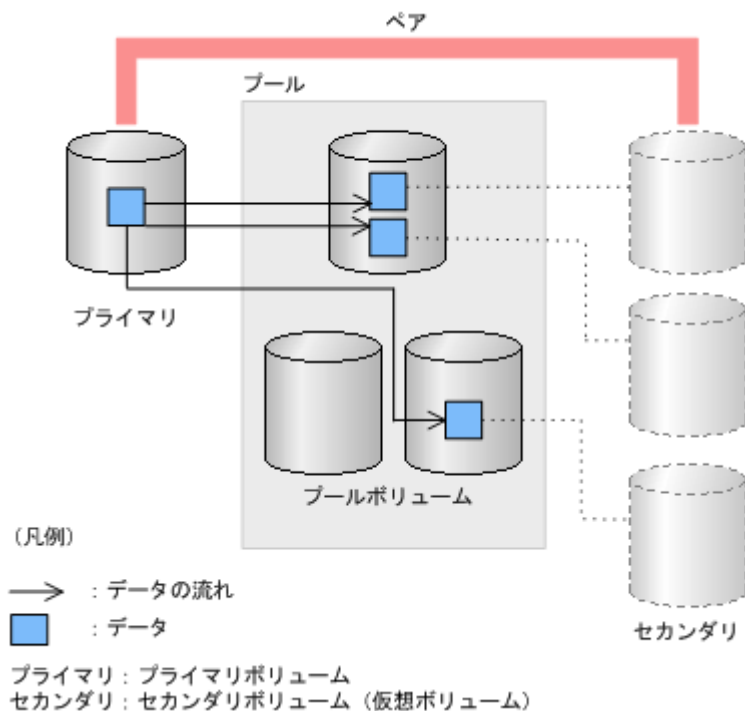 ペア
プール
プライマリ
プールボリューム
セカンダリ
(凡例)
:データの流れ
:データ
プライマリ:プライマリボリューム
セカンダリ:セカンダリボリューム(仮想ボリューム)